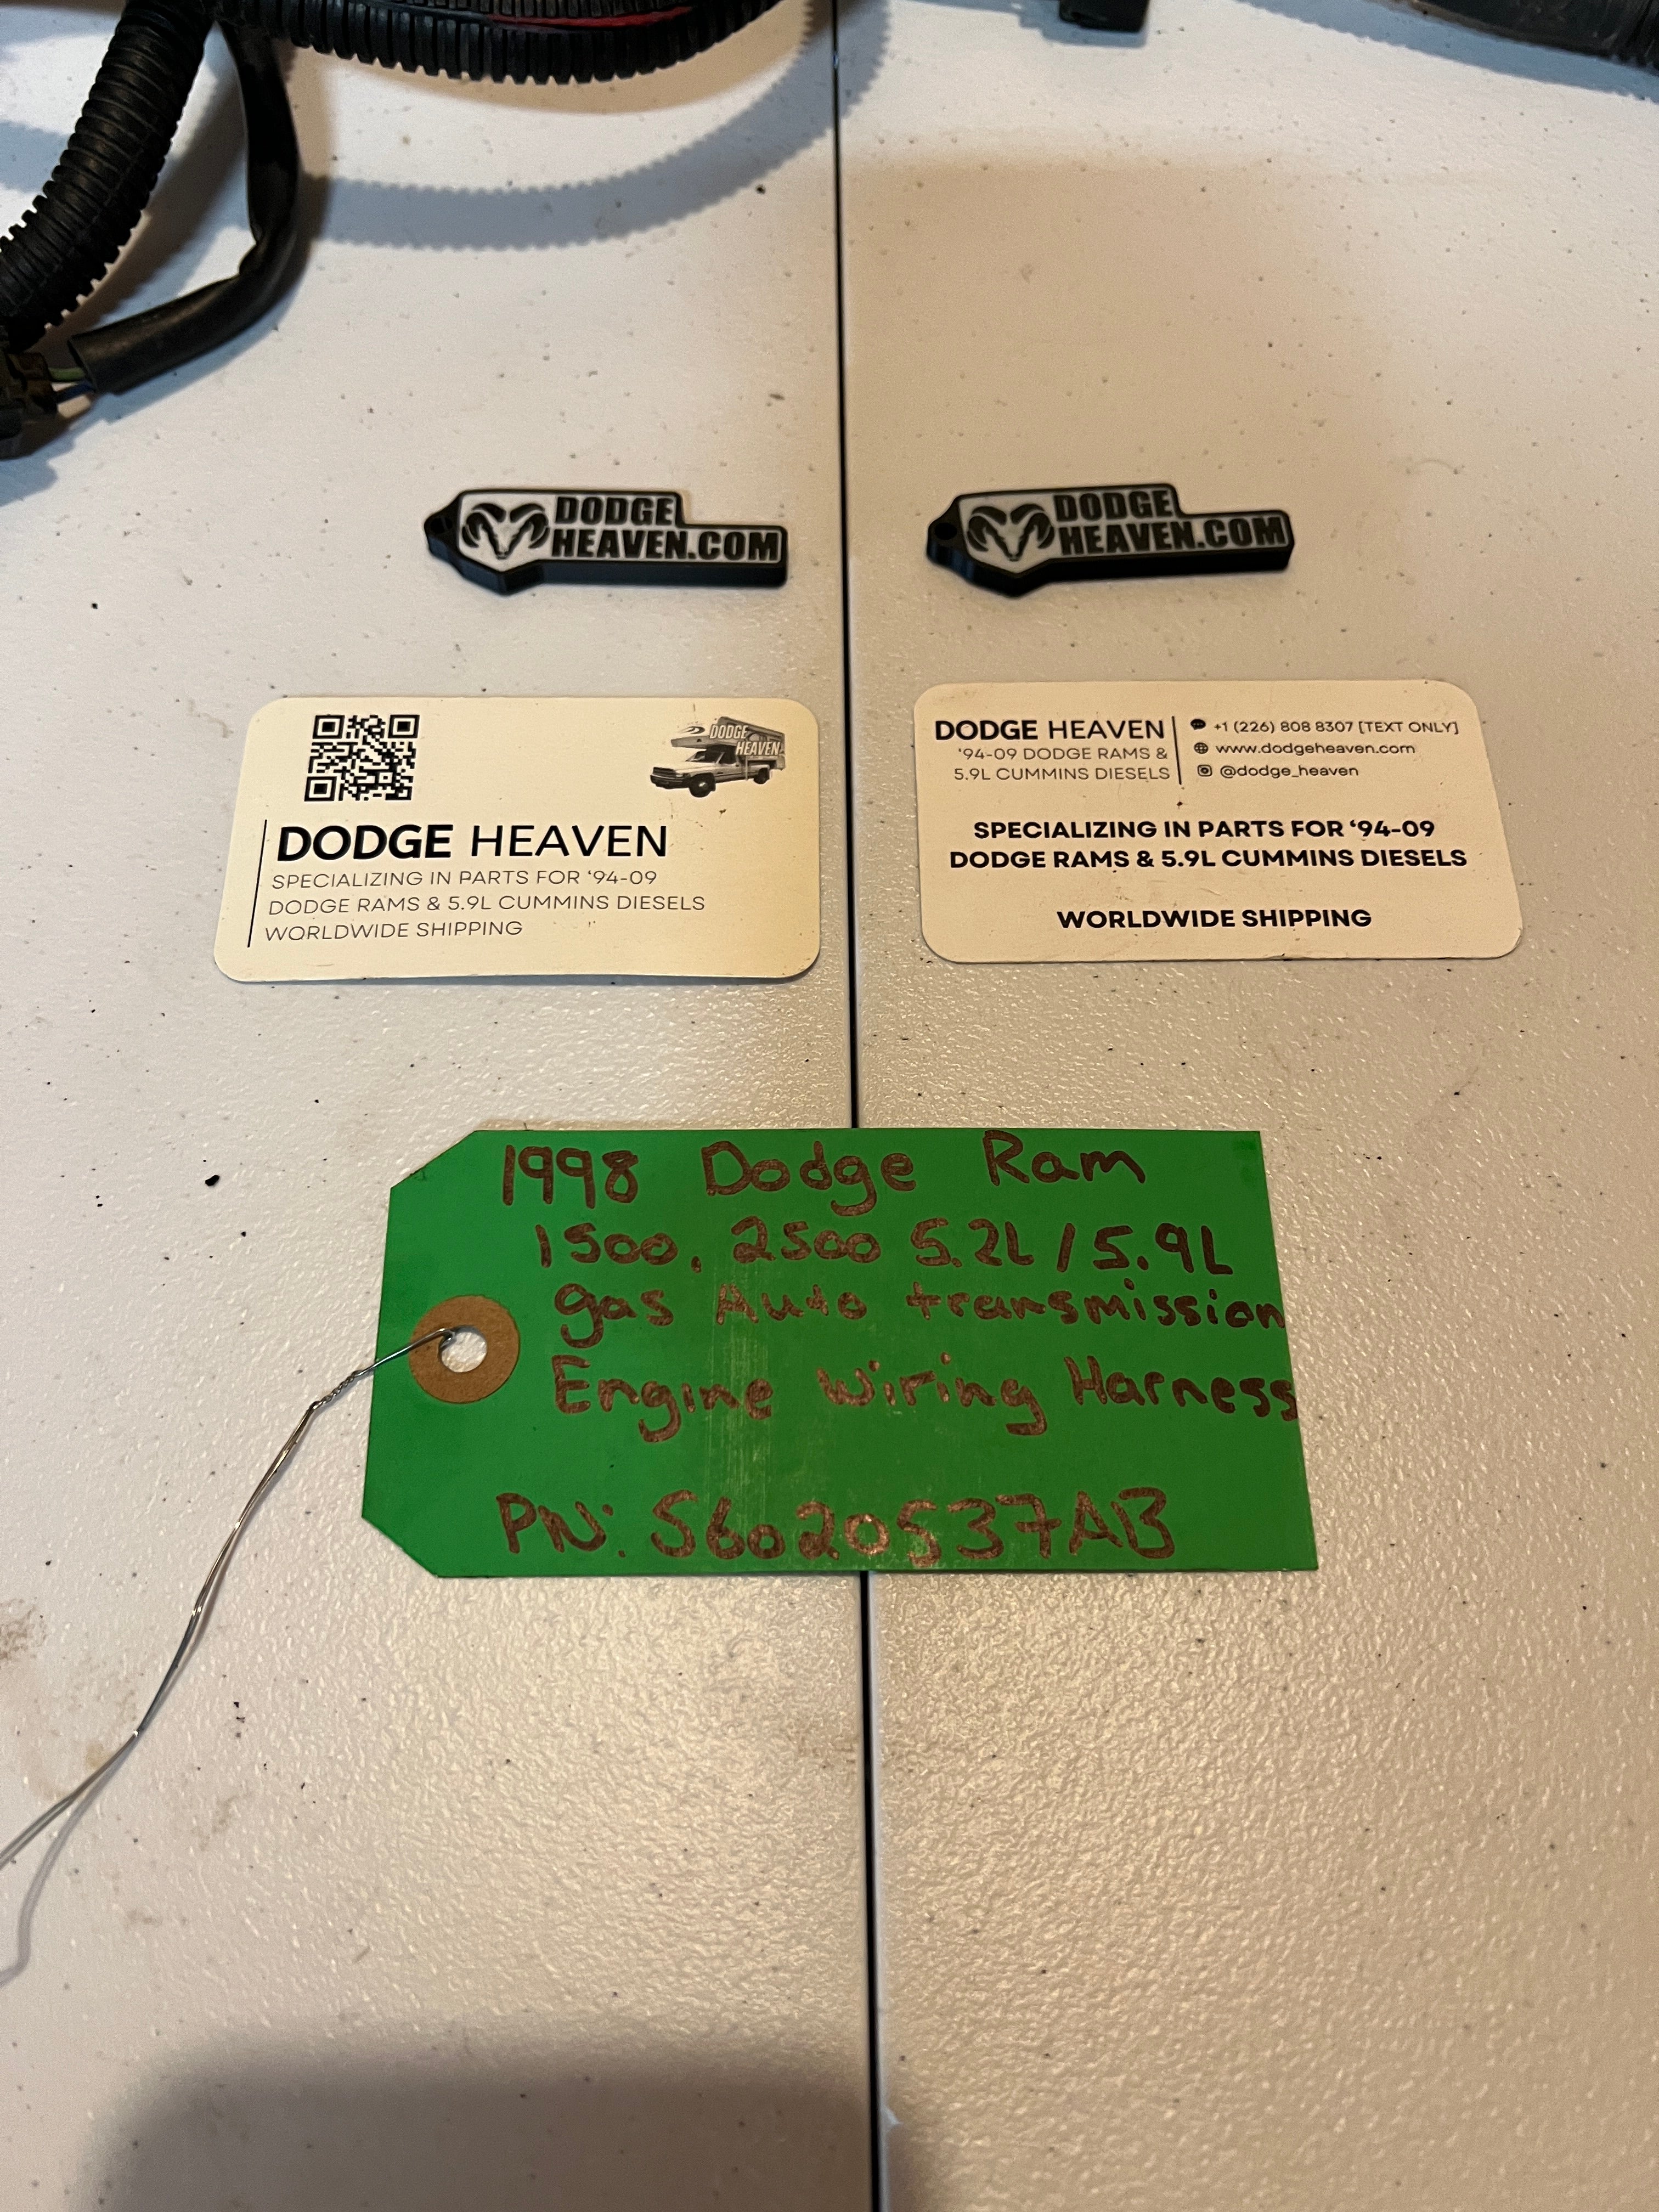 DODGE
HEAVEN.COM
DODGE
HEAVEN.COM
DODGE
HEAVEN
DODGE HEAVEN
SPECIALIZING IN PARTS FOR ‘94-09
DODGE RAMS & 5.9L CUMMINS DIESELS
WORLDWIDE SHIPPING
DODGE HEAVEN
‘94-09 DODGE RAMS &
5.9L CUMMINS DIESELS
+1 (226) 808 8307 [TEXT ONLY]
www.dodgeheaven.com
@dodge_heaven
SPECIALIZING IN PARTS FOR ‘94-09
DODGE RAMS & 5.9L CUMMINS DIESELS
WORLDWIDE SHIPPING
1998 Dodge Ram
1500, 2500 5.2L / 5.9L
gas Auto transmission
Engine Wiring Harness
PN: 56020537AB